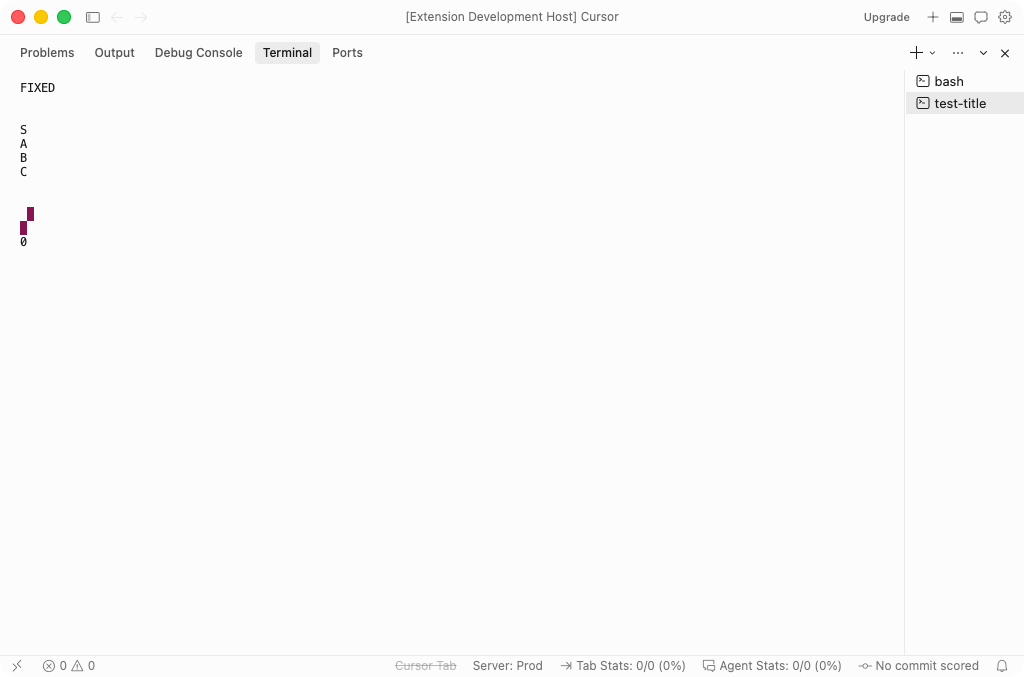 [Extension Development Host] Cursor
Upgrade
Problems Output Debug Console Terminal Ports
bash
test-title
FIXED
S
A
B
C
0
0 0 Cursor Tab Server: Prod Tab Stats: 0/0 (0%) Agent Stats: 0/0 (0%) No commit scored